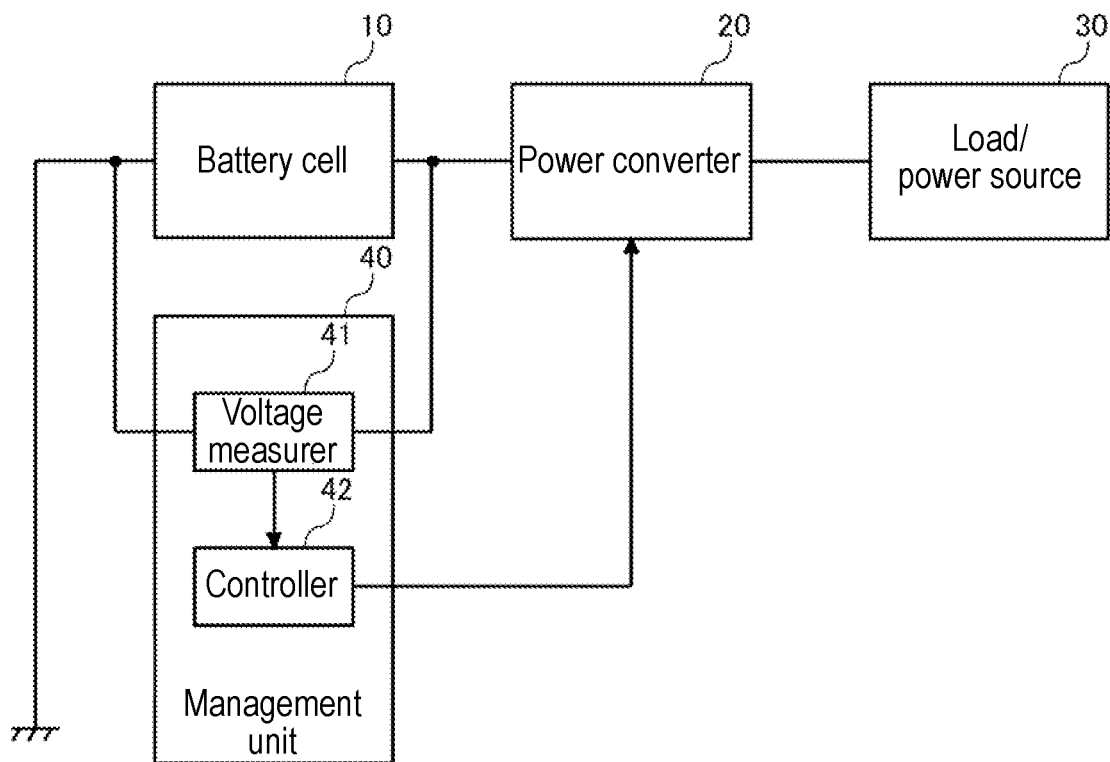 10
20
30
Battery cell
Power converter
Load/
power source
40
41
Voltage
measurer
42
Controller
Management
unit